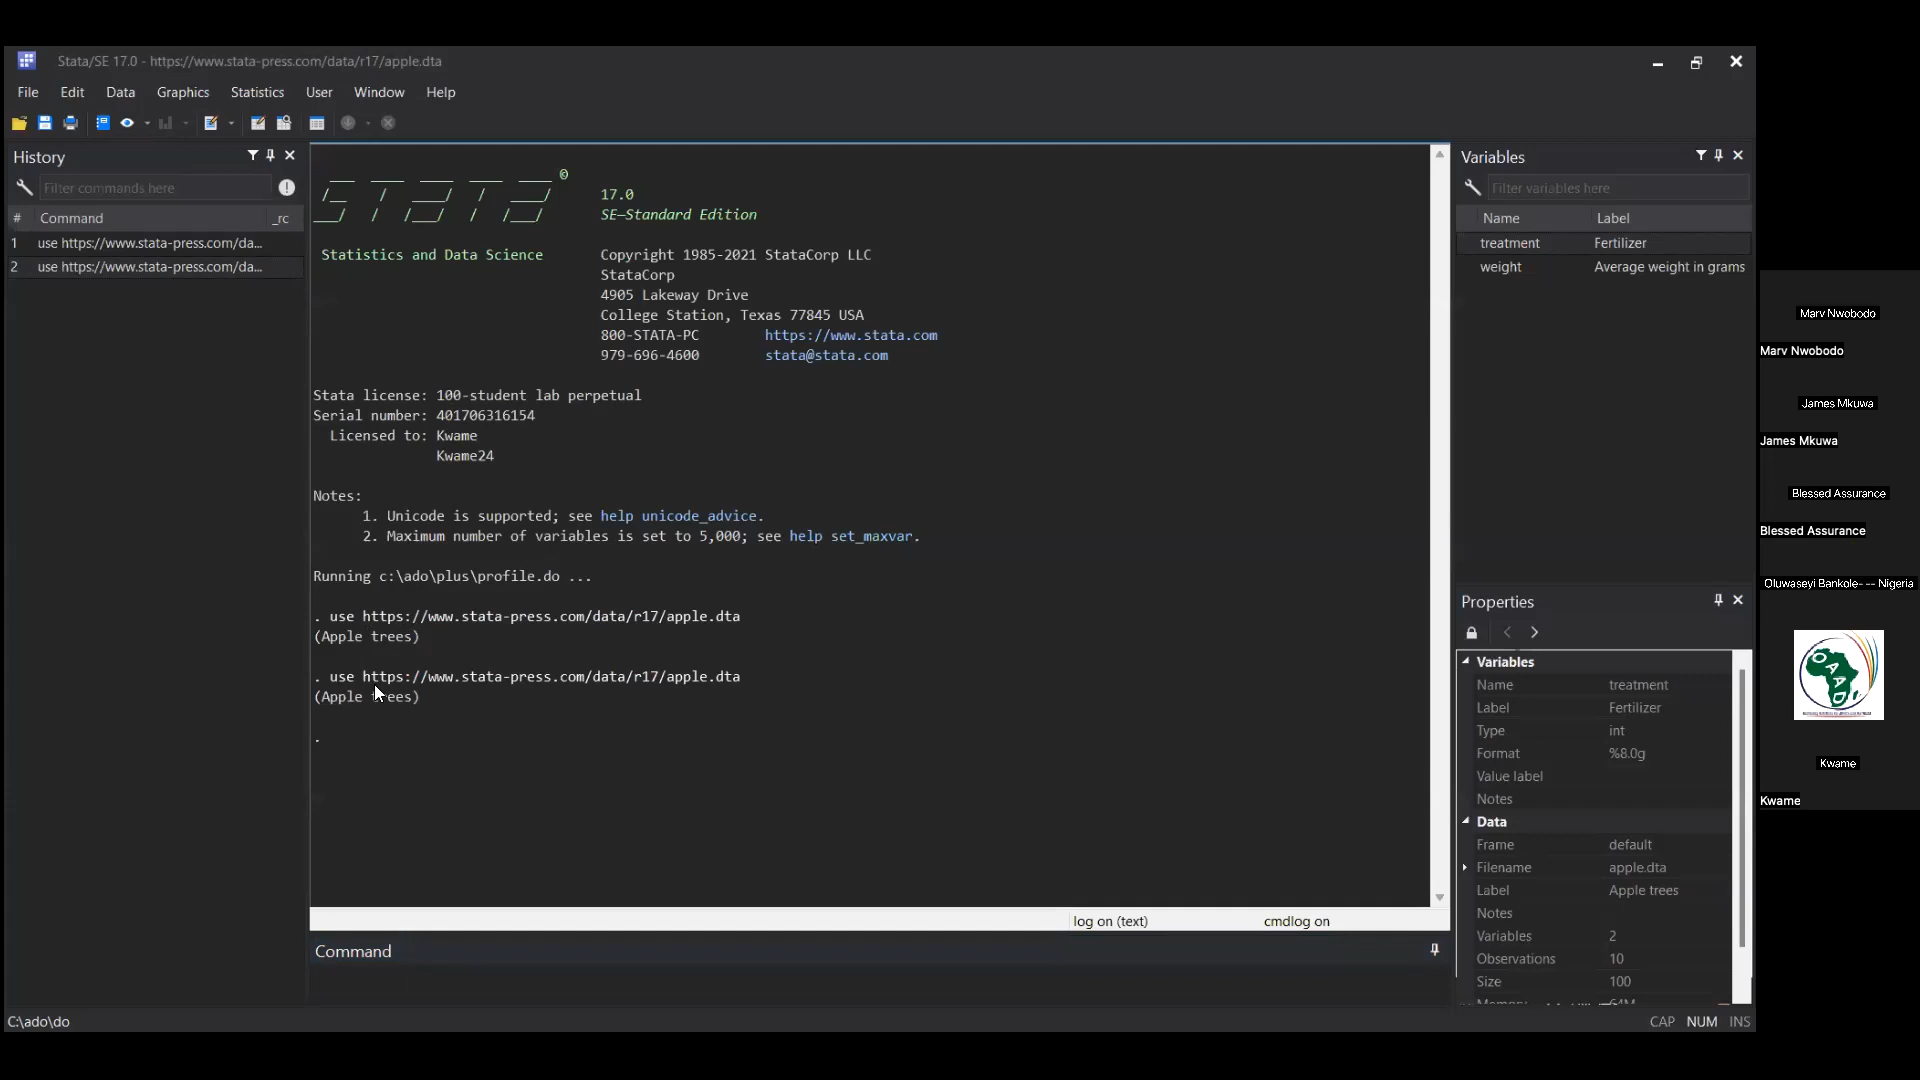 Stata/SE 17.0 - https://www.stata-press.com/data/r17/apple.dta
File Edit Data Graphics Statistics User Window Help
History
Filter commands here
# Command _rc
1 use https://www.stata-press.com/da...
2 use https://www.stata-press.com/da...
©
17.0
SE—Standard Edition
Statistics and Data Science Copyright 1985-2021 StataCorp LLC
StataCorp
4905 Lakeway Drive
College Station, Texas 77845 USA
800-STATA-PC https://www.stata.com
979-696-4600 stata@stata.com
Stata license: 100-student lab perpetual
Serial number: 401706316154
Licensed to: Kwame
Kwame24
Notes:
1. Unicode is supported; see help unicode_advice.
2. Maximum number of variables is set to 5,000; see help set_maxvar.
Running c:\ado\plus\profile.do ...
. use https://www.stata-press.com/data/r17/apple.dta
(Apple trees)
. use https://www.stata-press.com/data/r17/apple.dta
(Apple trees)
.
log on (text) cmdlog on
Command
C:\ado\do
Variables
Filter variables here
Name Label
treatment Fertilizer
weight Average weight in grams
Properties
Variables
Name treatment
Label Fertilizer
Type int
Format %8.0g
Value label
Notes
Data
Frame default
Filename apple.dta
Label Apple trees
Notes
Variables 2
Observations 10
Size 100
CAP NUM INS
Marv Nwobodo
Marv Nwobodo
James Mkuwa
James Mkuwa
Blessed Assurance
Blessed Assurance
Oluwaseyi Bankole- -- Nigeria
OAAD
Kwame
Kwame